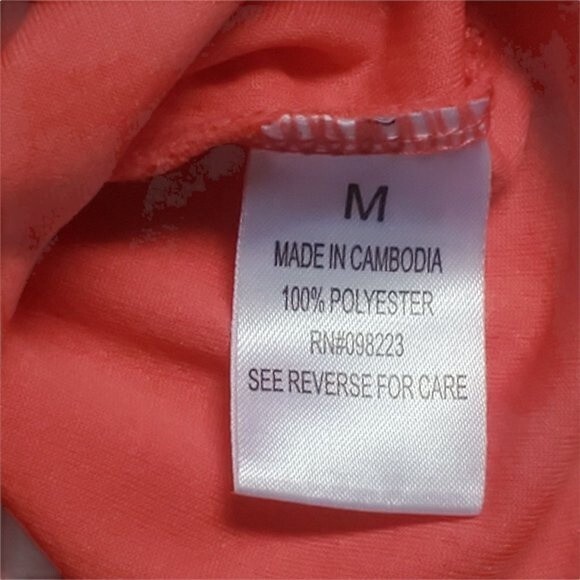 M
MADE IN CAMBODIA
100% POLYESTER
RN#098223
SEE REVERSE FOR CARE